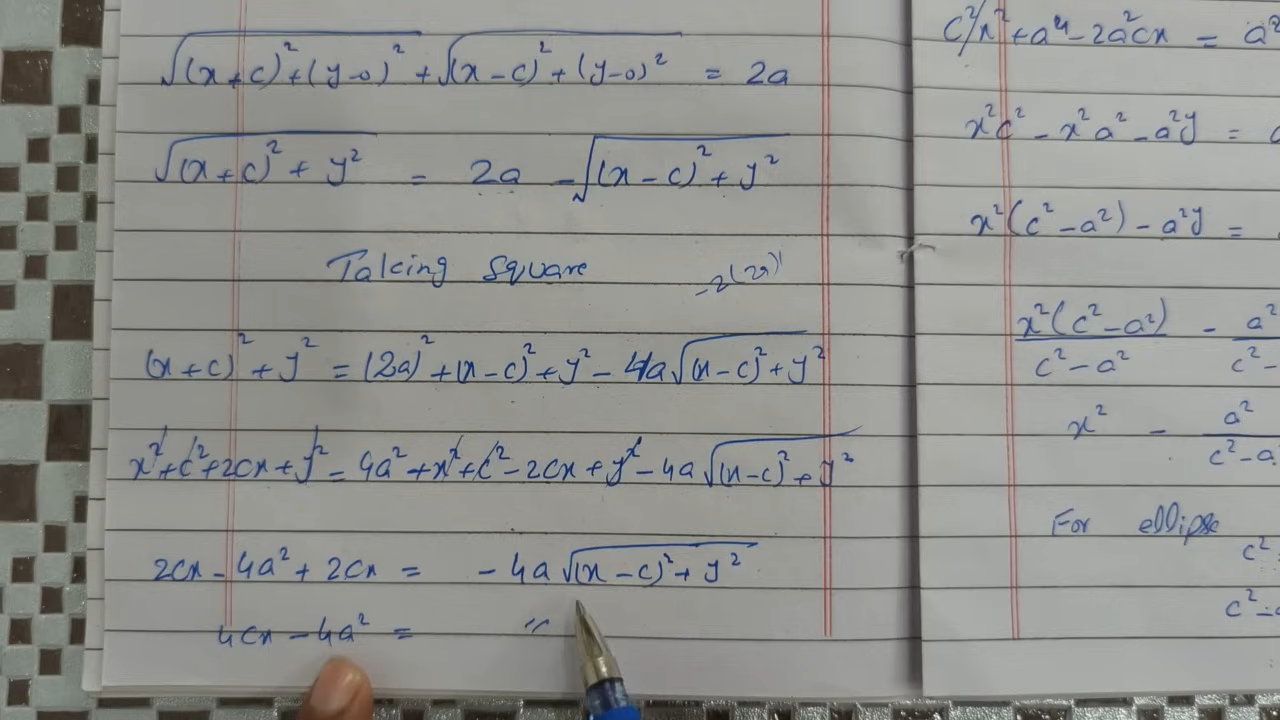 √(x+c)²+(y-0)² + √(x-c)²+(y-0)² = 2a
√(x+c)² + y² = 2a - √(x-c)² + y²
Taking square
(x+c)² + y² = (2a)² + (x-c)² + y² - 4a√(x-c)² + y²
x² + c² + 2cx + y² = 4a² + x² + c² - 2cx + y² - 4a√(x-c)² + y²
2cx - 4a² + 2cx = -4a√(x-c)² + y²
4cx - 4a² = "
c²x² + a⁴ - 2a²cx = a²
x²c² - x²a² - a²y =
x²(c² - a²) - a²y =
x²(c² - a²) / c² - a² - a² / c² -
x² - a² / c² - a
For ellipse
c²
c² -